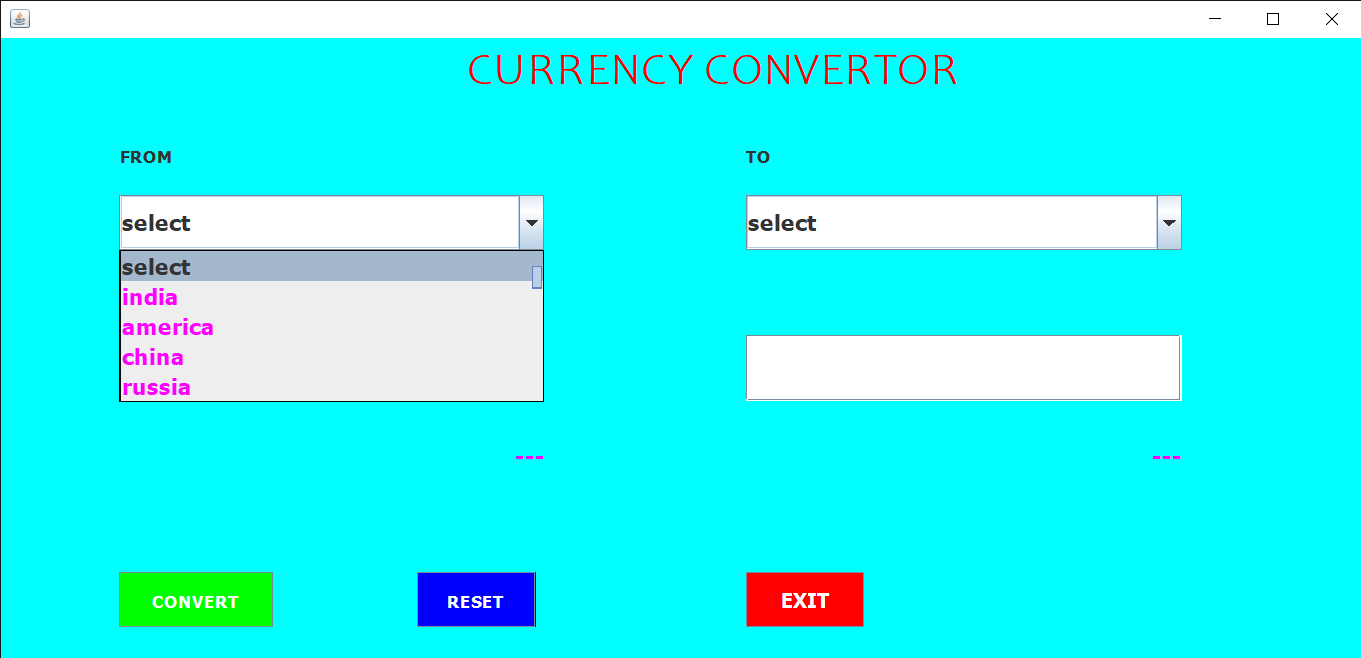 CURRENCY CONVERTOR
FROM
TO
select
select
select
india
america
china
russia
---
---
CONVERT
RESET
EXIT